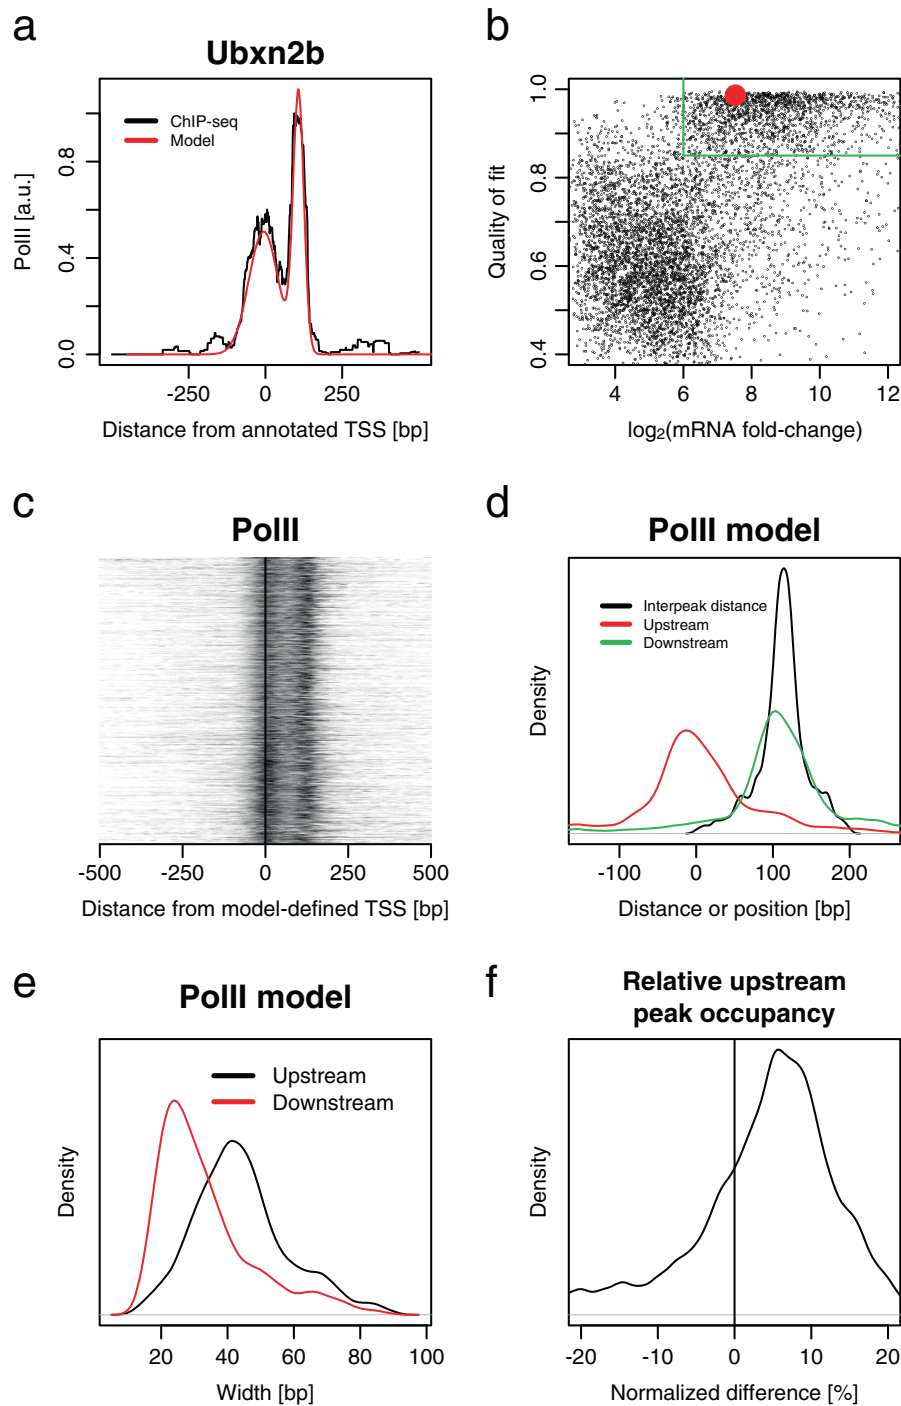 a
Ubxn2b
ChIP-seq
Model
PolII [a.u.]
0.0
0.4
0.8
-250
0
250
Distance from annotated TSS [bp]
b
Quality of fit
0.4
0.6
0.8
1.0
4
6
8
10
12
log2(mRNA fold-change)
c
PolII
-500
-250
0
250
500
Distance from model-defined TSS [bp]
d
PolII model
Interpeak distance
Upstream
Downstream
Density
-100
0
100
200
Distance or position [bp]
e
PolII model
Upstream
Downstream
Density
20
40
60
80
100
Width [bp]
f
Relative upstream
peak occupancy
Density
-20
-10
0
10
20
Normalized difference [%]